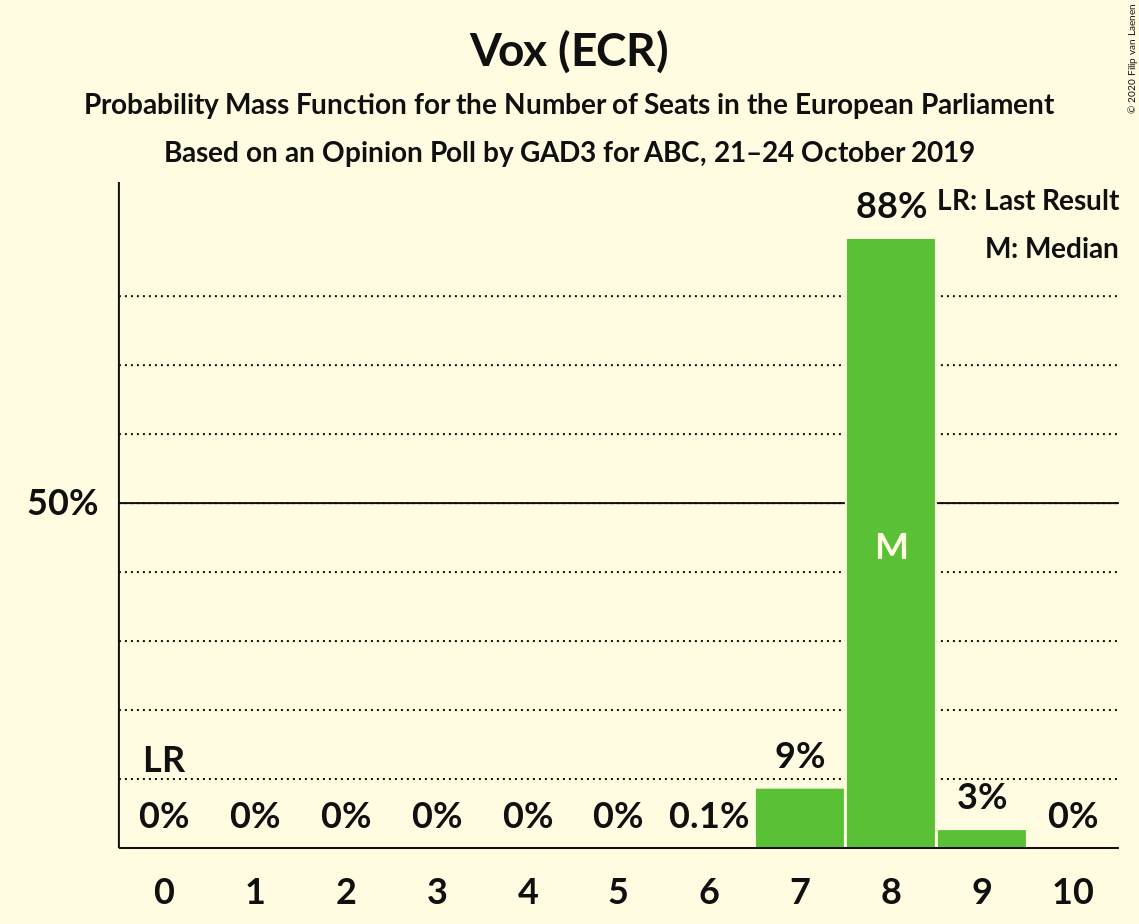 Vox (ECR)
Probability Mass Function for the Number of Seats in the European Parliament
Based on an Opinion Poll by GAD3 for ABC, 21–24 October 2019
© 2020 Filip van Laenen
LR: Last Result
M: Median
88%
50%
M
LR
9%
3%
0% 0% 0% 0% 0% 0% 0.1% 0%
0 1 2 3 4 5 6 7 8 9 10